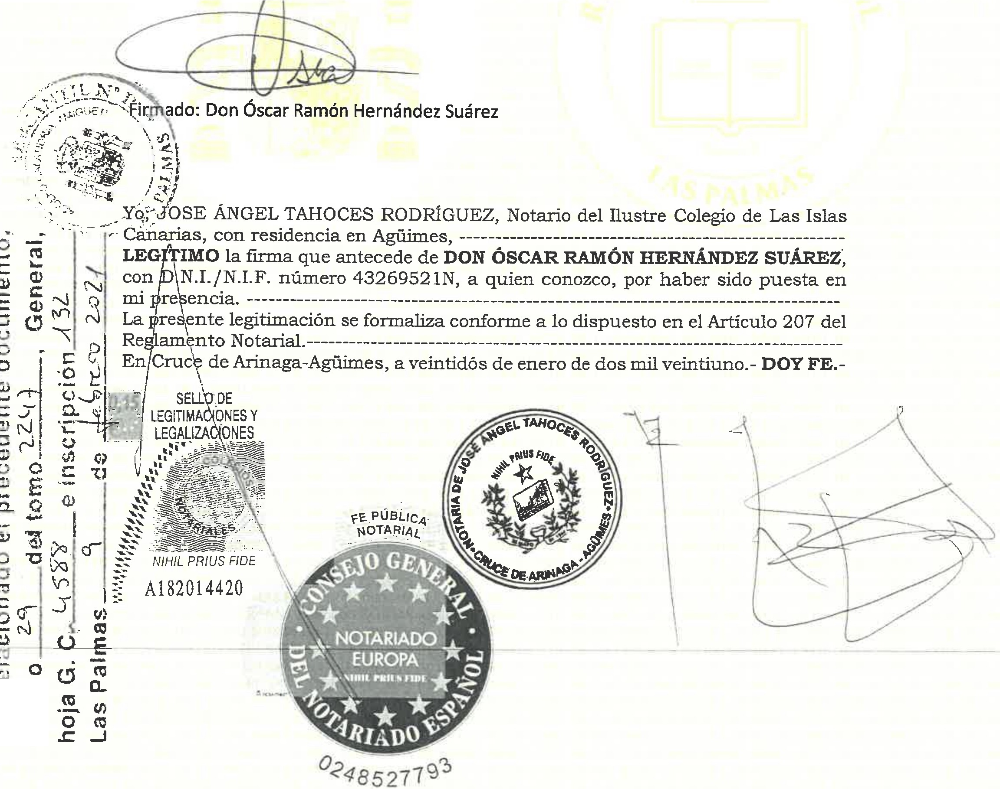 Firmado: Don Óscar Ramón Hernández Suárez
Yo, JOSE ÁNGEL TAHOCES RODRÍGUEZ, Notario del Ilustre Colegio de Las Islas
Canarias, con residencia en Agüimes, ------------------------------------------------------
LEGITIMO la firma que antecede de DON ÓSCAR RAMÓN HERNÁNDEZ SUÁREZ,
con D.N.I./N.I.F. número 43269521N, a quien conozco, por haber sido puesta en
mi presencia. ------------------------------------------------------------------------------------
La presente legitimación se formaliza conforme a lo dispuesto en el Artículo 207 del
Reglamento Notarial.---------------------------------------------------------------------------
En Cruce de Arinaga-Agüimes, a veintidós de enero de dos mil veintiuno.- DOY FE.-
el precedente documento,
29 del tomo 2247, General,
hoja G. C. 4588 e inscripción 132
Las Palmas 9 de febrero 2021
PALMAS
0,15
SELLO DE
LEGITIMACIONES Y
LEGALIZACIONES
COLEGIOS
NOTARIALES
NIHIL PRIUS FIDE
A182014420
FE PÚBLICA
NOTARIAL
CONSEJO GENERAL
DEL NOTARIADO ESPAÑOL
NOTARIADO
EUROPA
NIHIL PRIUS FIDE
0248527793
NOTARIA DE JOSÉ ANGEL TAHOCES RODRÍGUEZ
CRUCE DE ARINAGA - AGÜIMES
NIHIL PRIUS FIDE
LAS PALMAS